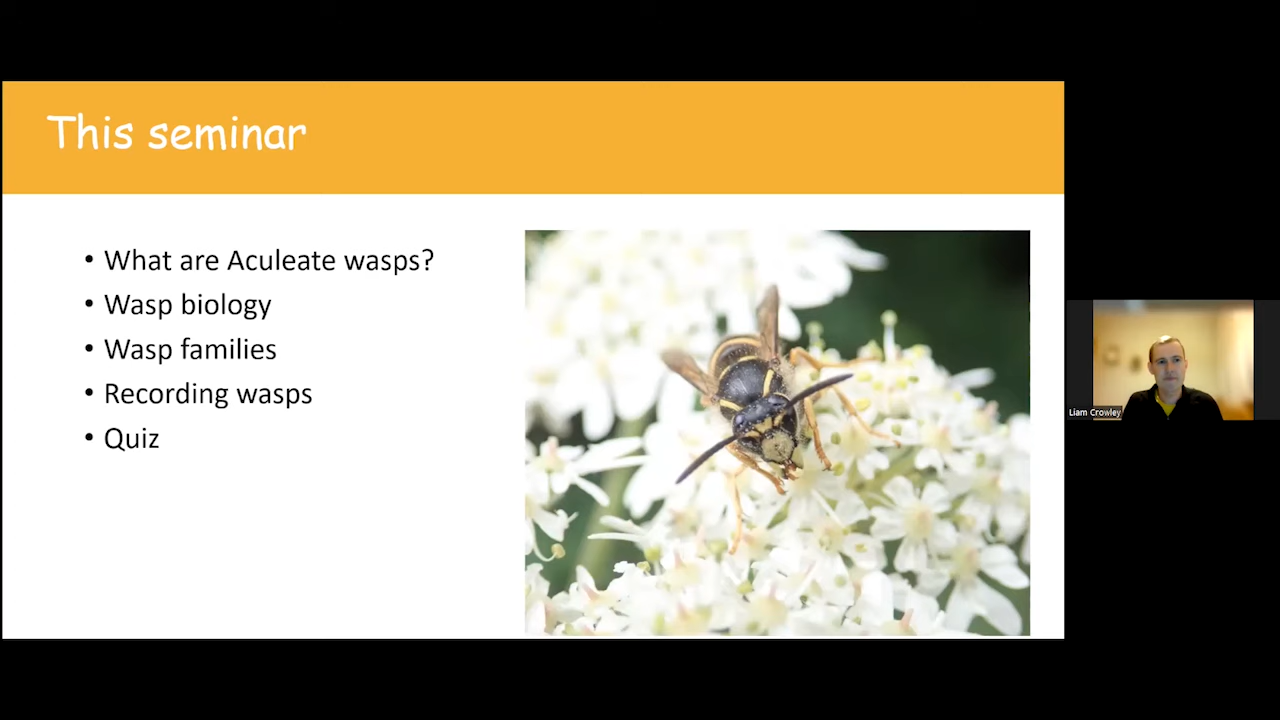 This seminar
• What are Aculeate wasps?
• Wasp biology
• Wasp families
• Recording wasps
• Quiz
Liam Crowley